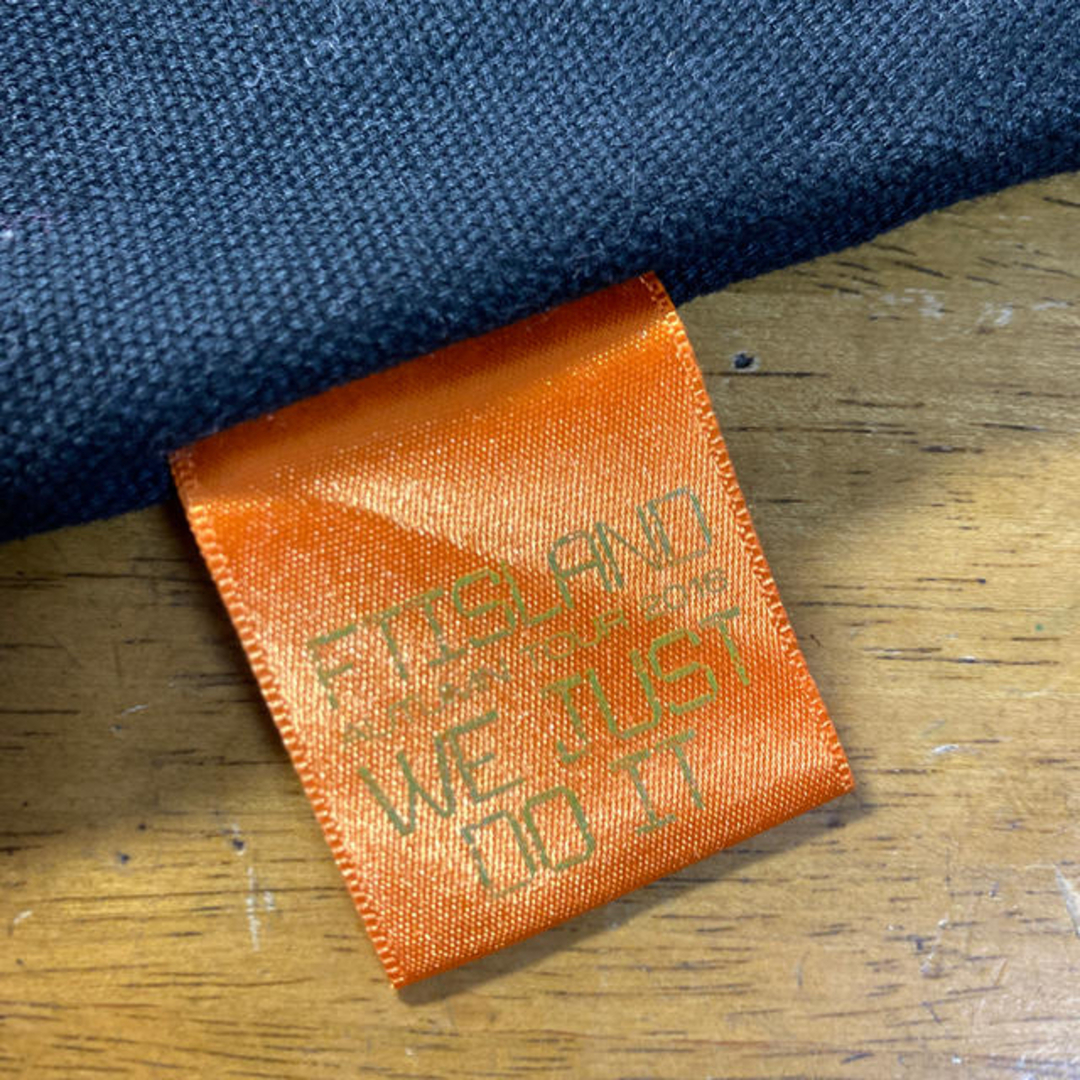 FTISLAND
AUTUMN TOUR 2016
WE JUST
DO IT